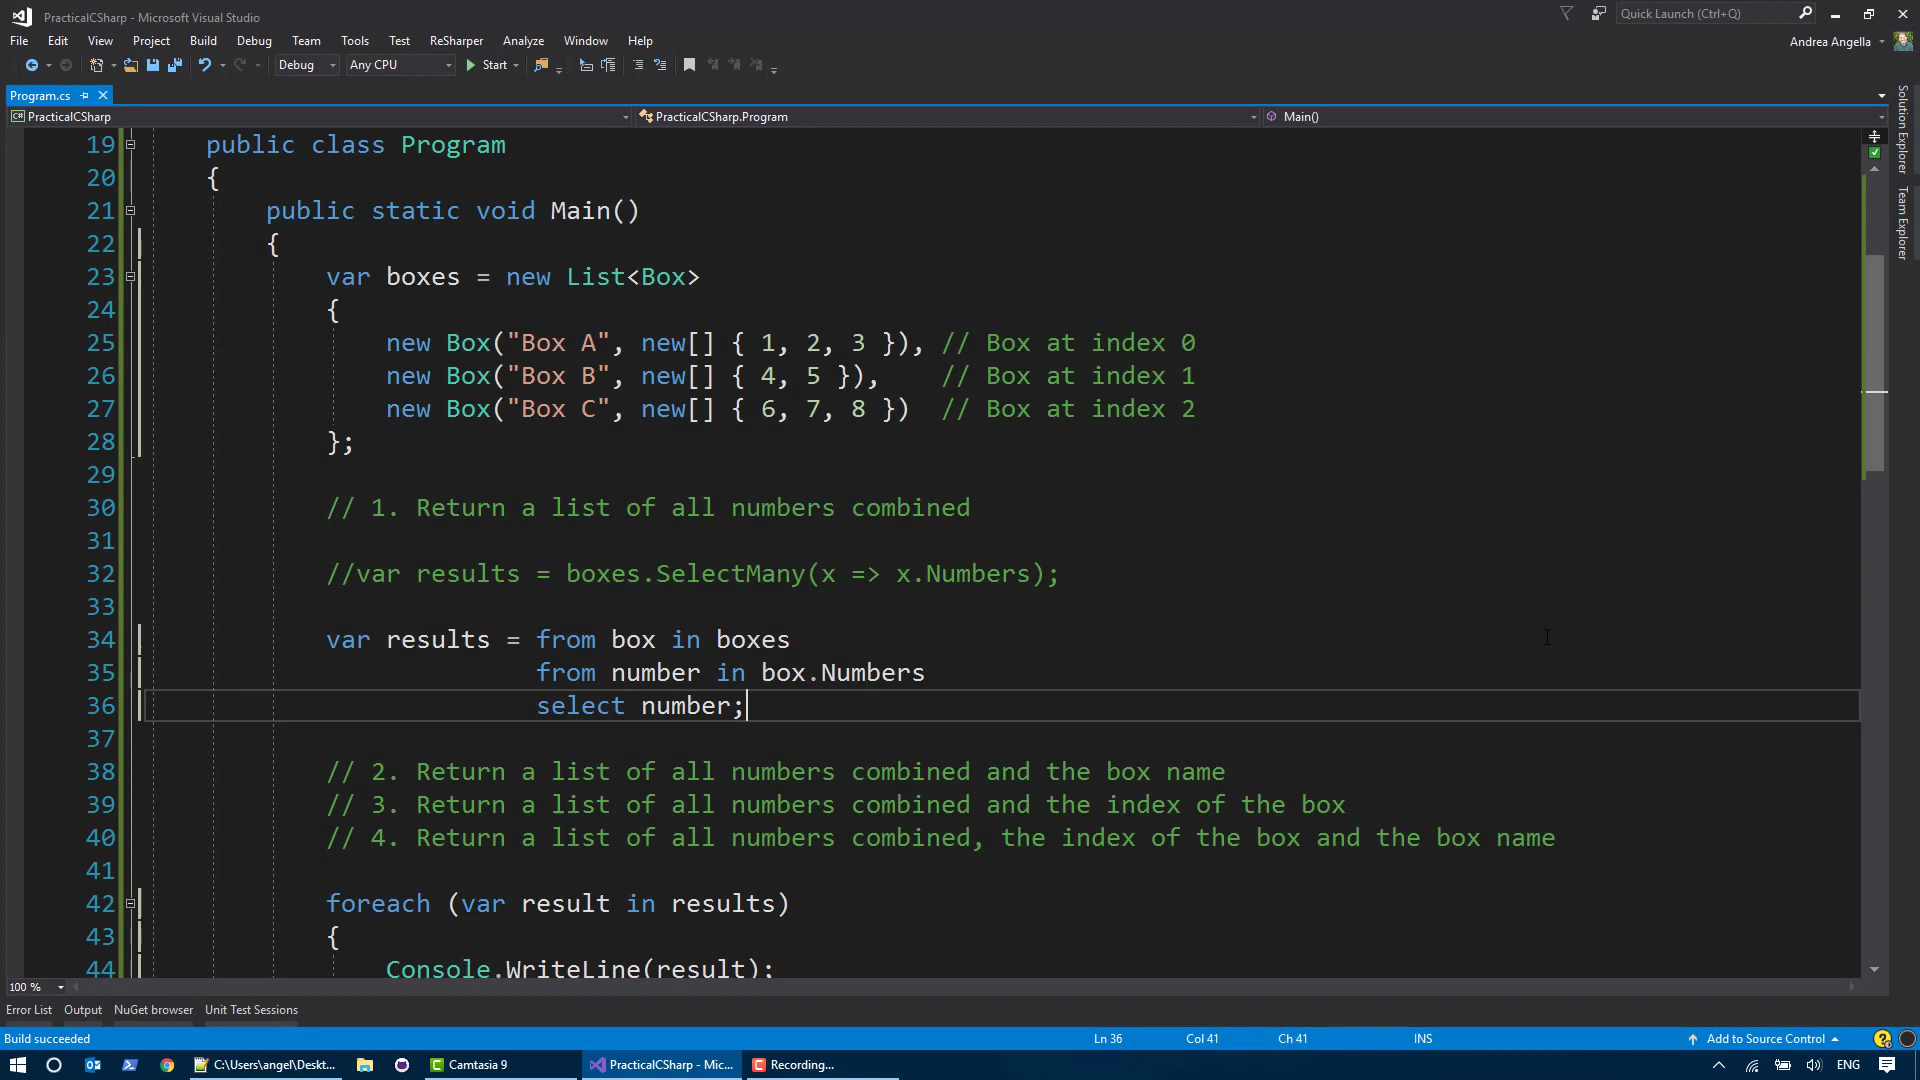 PracticalCSharp - Microsoft Visual Studio
Quick Launch (Ctrl+Q)
File Edit View Project Build Debug Team Tools Test ReSharper Analyze Window Help
Andrea Angella
Debug Any CPU Start
Program.cs
C# PracticalCSharp PracticalCSharp.Program Main()
Solution Explorer
Team Explorer
19 public class Program
20 {
21 public static void Main()
22 {
23 var boxes = new List<Box>
24 {
25 new Box("Box A", new[] { 1, 2, 3 }), // Box at index 0
26 new Box("Box B", new[] { 4, 5 }), // Box at index 1
27 new Box("Box C", new[] { 6, 7, 8 }) // Box at index 2
28 };
29
30 // 1. Return a list of all numbers combined
31
32 //var results = boxes.SelectMany(x => x.Numbers);
33
34 var results = from box in boxes
35 from number in box.Numbers
36 select number;
37
38 // 2. Return a list of all numbers combined and the box name
39 // 3. Return a list of all numbers combined and the index of the box
40 // 4. Return a list of all numbers combined, the index of the box and the box name
41
42 foreach (var result in results)
43 {
44 Console.WriteLine(result);
100 %
Error List Output NuGet browser Unit Test Sessions
Build succeeded Ln 36 Col 41 Ch 41 INS Add to Source Control
C:\Users\angel\Deskt... Camtasia 9 PracticalCSharp - Mic... Recording... ENG